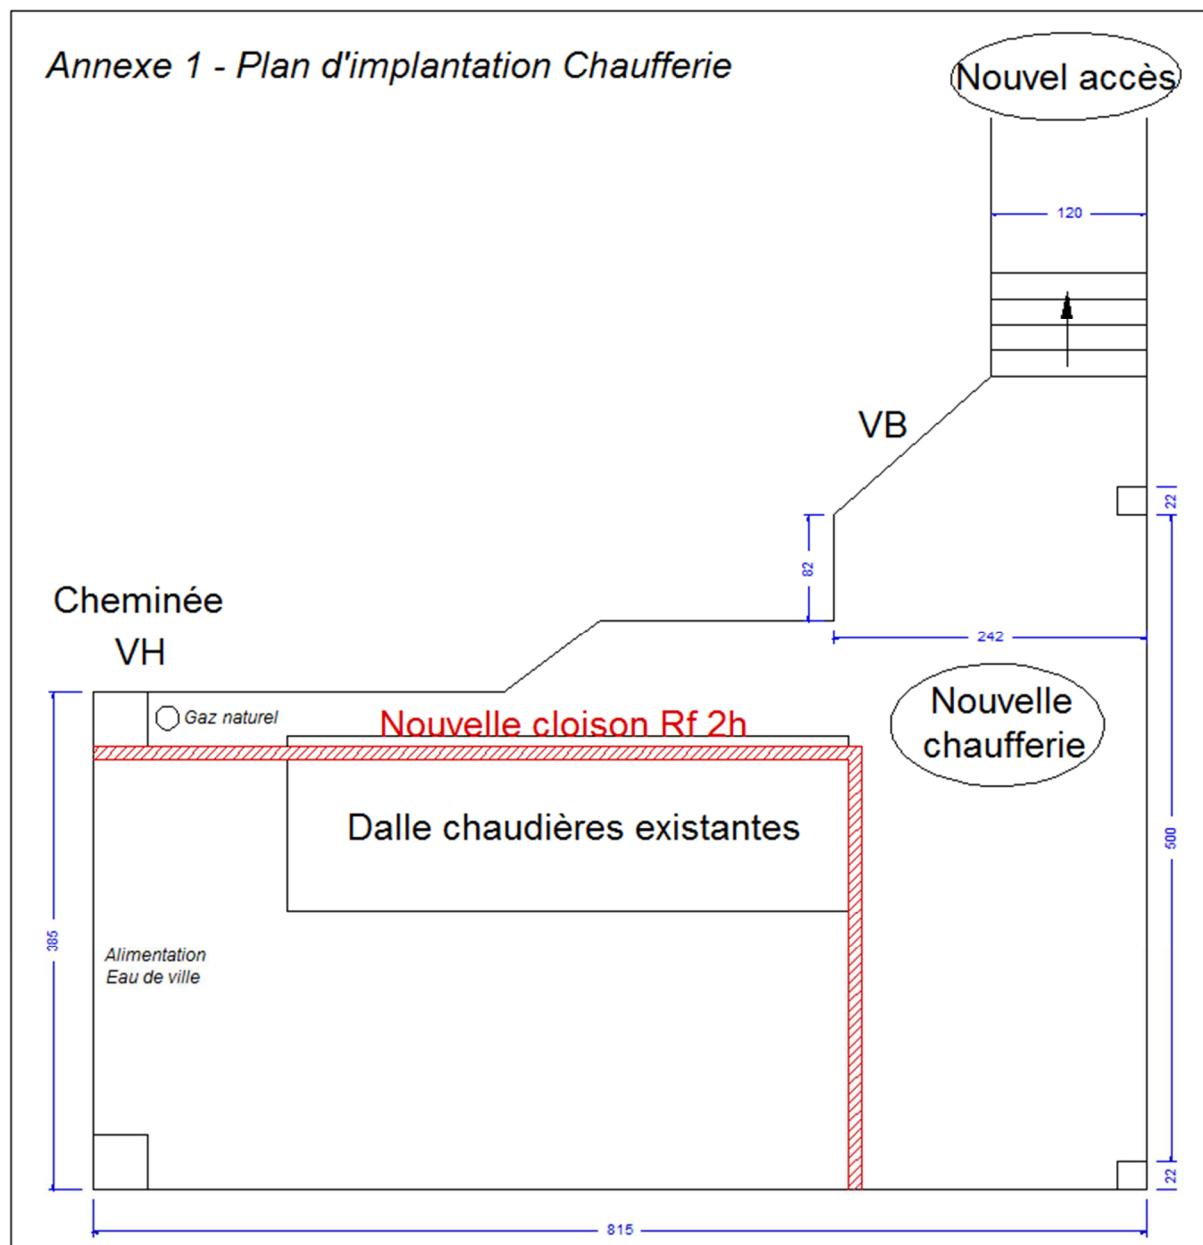 Annexe 1 - Plan d'implantation Chaufferie
Nouvel accès
120
VB
22
82
Cheminée
VH
242
Gaz naturel
Nouvelle cloison Rf 2h
Nouvelle
chaufferie
Dalle chaudières existantes
500
385
Alimentation
Eau de ville
22
815